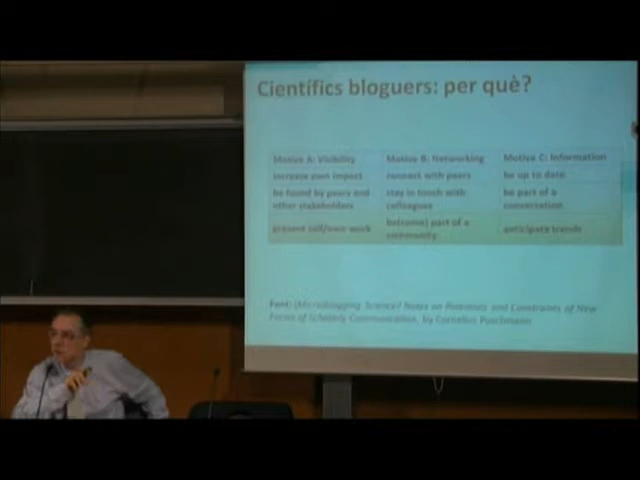 Científics bloguers: per què?
Motive A: Visibility Motive B: Networking Motive C: Information
increase own impact connect with peers be up to date
be found by peers and other stakeholders stay in touch with colleagues be part of a conversation
present self/own work (become) part of a community anticipate trends
Font: (Microblogging Science? Notes on Potentials and Constraints of New
Forms of Scholarly Communication, by Cornelius Puschmann